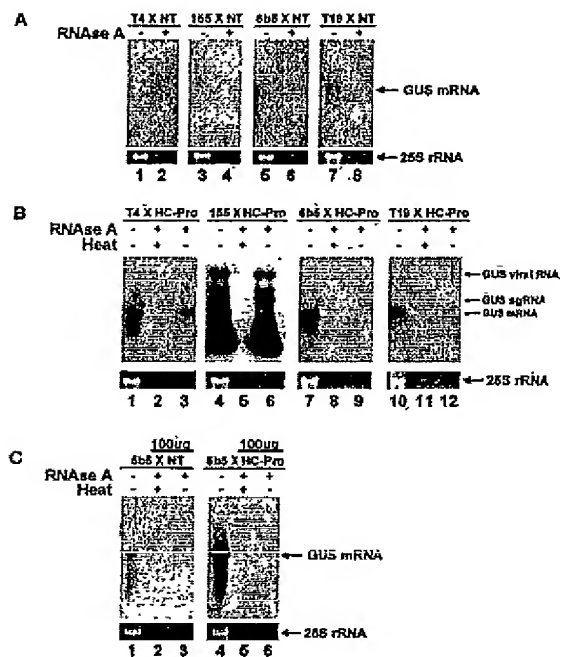 A
T4 X NT 155 X NT 6b5 X NT T19 X NT
RNAse A - + - + - + - +
GUS mRNA
25S rRNA
1 2 3 4 5 6 7 8
B
T4 X HC-Pro 155 X HC-Pro 6b5 X HC-Pro T19 X HC-Pro
RNAse A - + + - + + - + + - + +
Heat - + - - + - - + - - + -
GUS viral RNA
GUS sgRNA
GUS mRNA
25S rRNA
1 2 3 4 5 6 7 8 9 10 11 12
C
100ug 100ug
6b5 X NT 6b5 X HC-Pro
RNAse A - + + - + +
Heat - + - - + -
GUS mRNA
25S rRNA
1 2 3 4 5 6